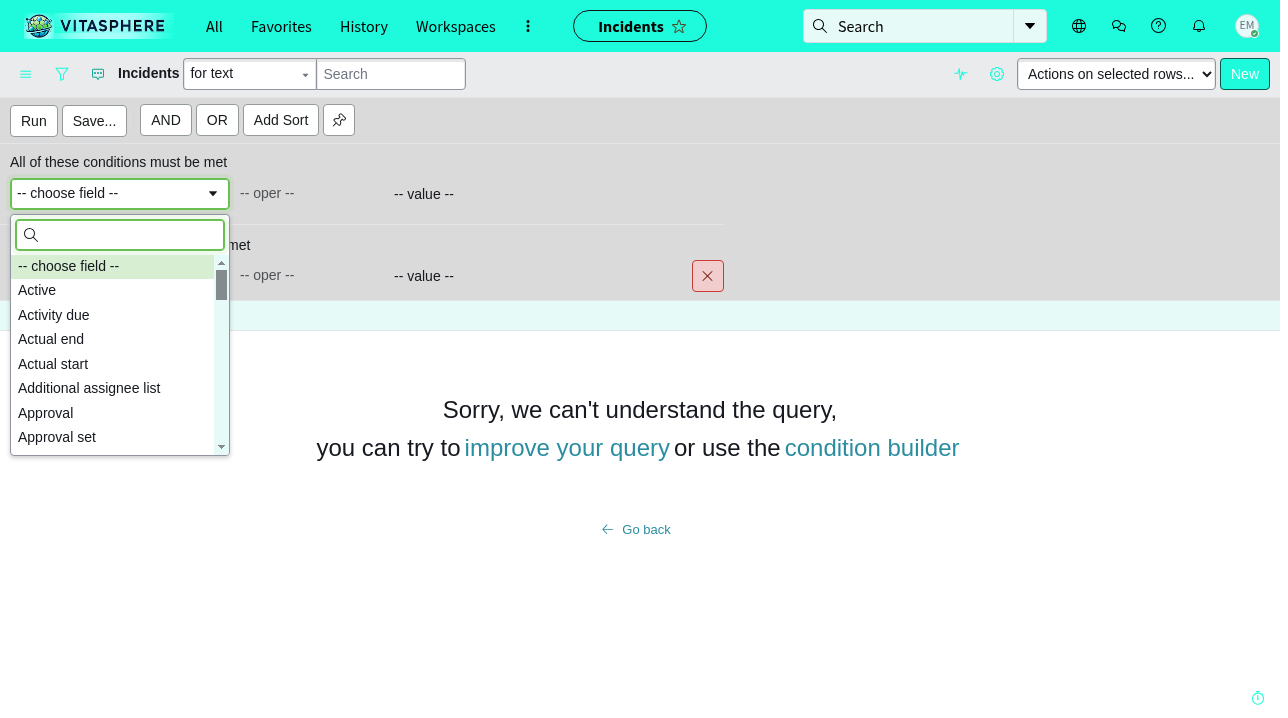 VITASPHERE All Favorites History Workspaces Incidents Search EM
Incidents for text Search Actions on selected rows... New
Run Save... AND OR Add Sort
All of these conditions must be met
-- choose field -- -- oper -- -- value --
met
-- choose field -- -- oper -- -- value --
Active
Activity due
Actual end
Actual start
Additional assignee list
Approval
Approval set
Sorry, we can't understand the query,
you can try to improve your query or use the condition builder
Go back